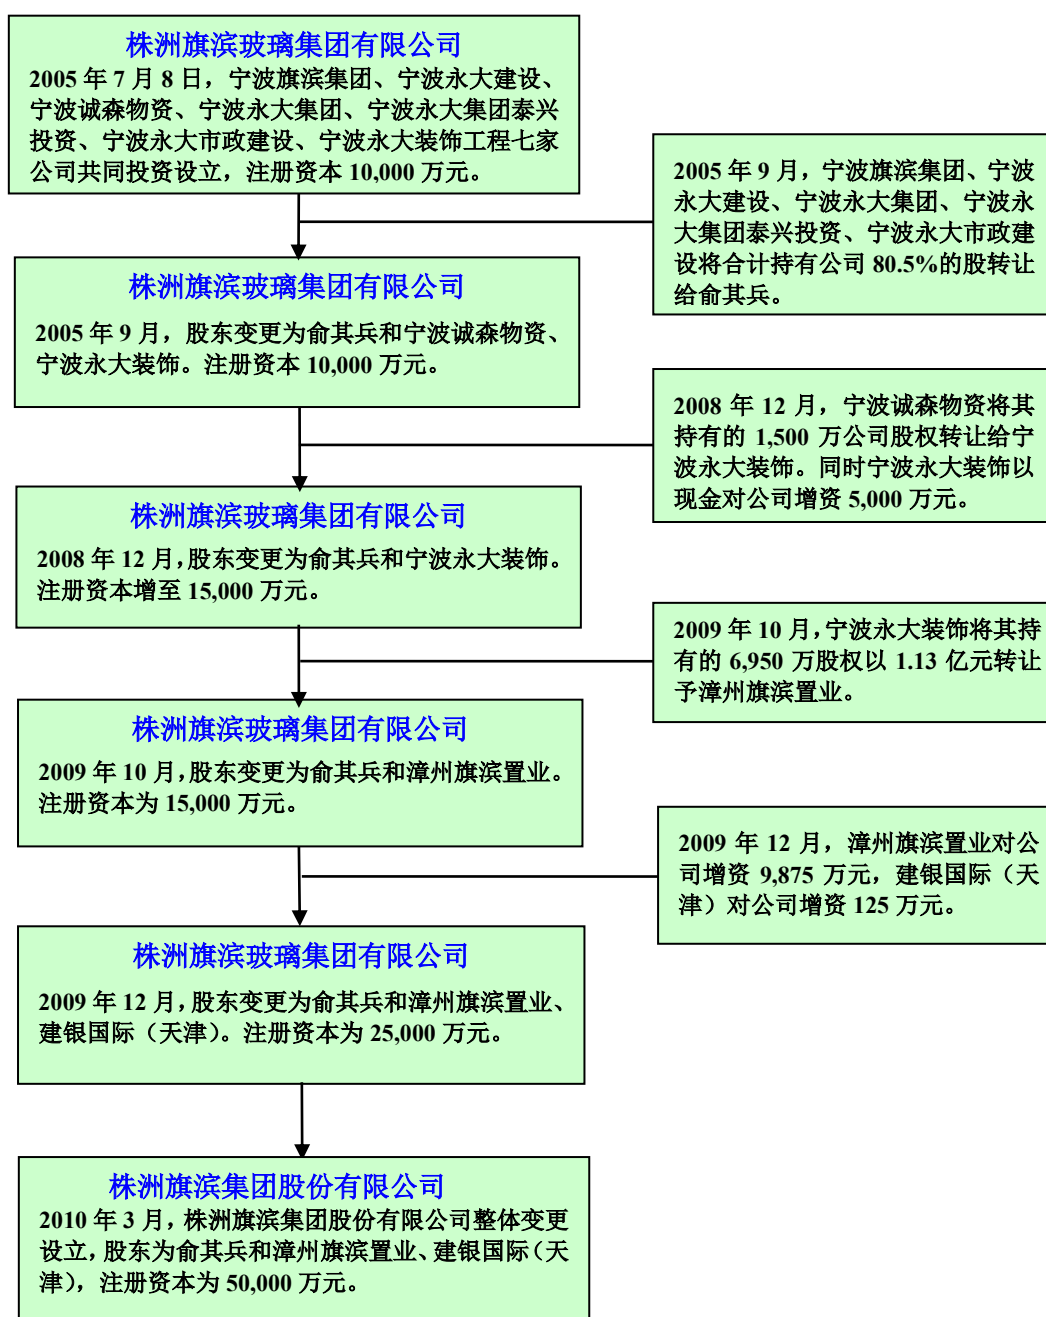 株洲旗滨玻璃集团有限公司
2005 年 7 月 8 日，宁波旗滨集团、宁波永大建设、
宁波诚森物资、宁波永大集团、宁波永大集团泰兴
投资、宁波永大市政建设、宁波永大装饰工程七家
公司共同投资设立，注册资本 10,000 万元。
2005 年 9 月，宁波旗滨集团、宁波
永大建设、宁波永大集团、宁波永
大集团泰兴投资、宁波永大市政建
设将合计持有公司 80.5%的股转让
给俞其兵。
株洲旗滨玻璃集团有限公司
2005 年 9 月，股东变更为俞其兵和宁波诚森物资、
宁波永大装饰。注册资本 10,000 万元。
2008 年 12 月，宁波诚森物资将其
持有的 1,500 万公司股权转让给宁
波永大装饰。同时宁波永大装饰以
现金对公司增资 5,000 万元。
株洲旗滨玻璃集团有限公司
2008 年 12 月，股东变更为俞其兵和宁波永大装饰。
注册资本增至 15,000 万元。
2009 年 10 月，宁波永大装饰将其持
有的 6,950 万股权以 1.13 亿元转让
予漳州旗滨置业。
株洲旗滨玻璃集团有限公司
2009 年 10 月，股东变更为俞其兵和漳州旗滨置业。
注册资本为 15,000 万元。
2009 年 12 月，漳州旗滨置业对公
司增资 9,875 万元，建银国际（天
津）对公司增资 125 万元。
株洲旗滨玻璃集团有限公司
2009 年 12 月，股东变更为俞其兵和漳州旗滨置业、
建银国际（天津）。注册资本为 25,000 万元。
株洲旗滨集团股份有限公司
2010 年 3 月，株洲旗滨集团股份有限公司整体变更
设立，股东为俞其兵和漳州旗滨置业、建银国际（天
津），注册资本为 50,000 万元。